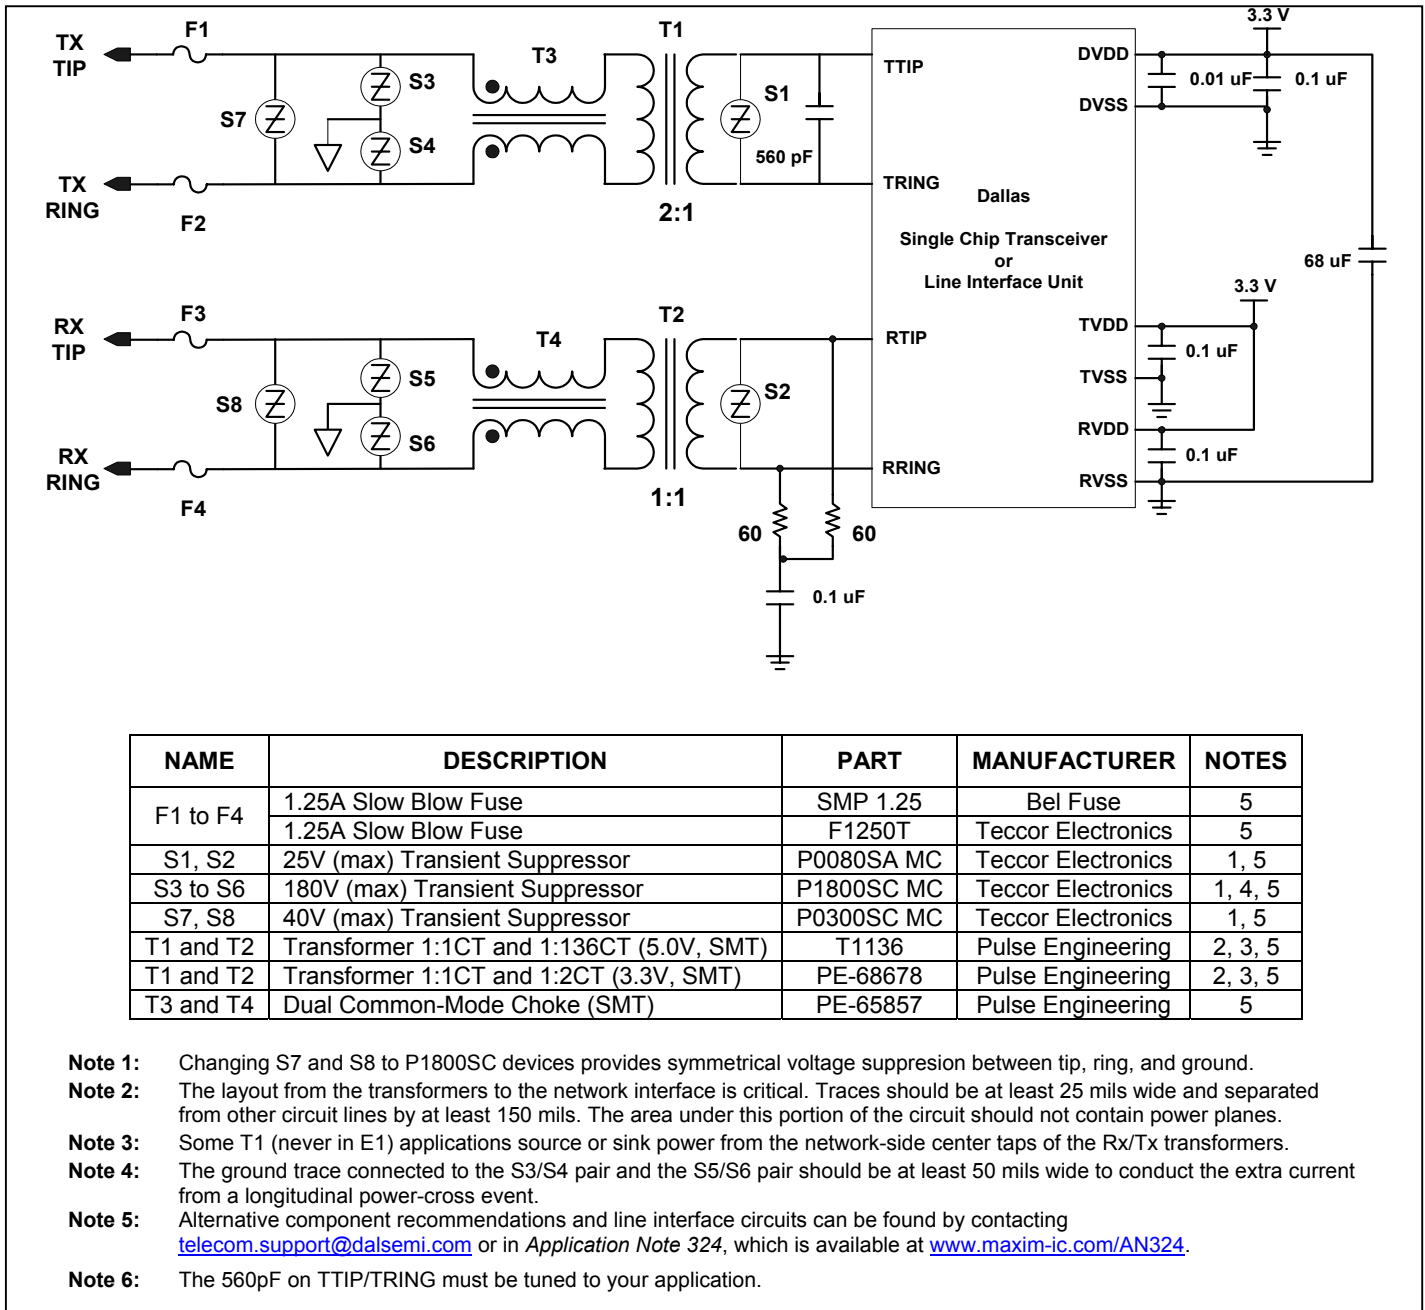 3.3 V
F1
T1
TX
TIP
T3
TTIP
DVDD
S3
S1
0.01 uF
0.1 uF
S7
DVSS
S4
560 pF
TX
RING
TRING
Dallas
2:1
F2
Single Chip Transceiver
or
Line Interface Unit
68 uF
3.3 V
F3
T2
RX
TIP
T4
RTIP
TVDD
0.1 uF
S5
TVSS
S8
S2
S6
RVDD
RX
RING
RRING
0.1 uF
RVSS
1:1
F4
60
60
0.1 uF
NAME DESCRIPTION PART MANUFACTURER NOTES
F1 to F4 1.25A Slow Blow Fuse SMP 1.25 Bel Fuse 5
1.25A Slow Blow Fuse F1250T Teccor Electronics 5
S1, S2 25V (max) Transient Suppressor P0080SA MC Teccor Electronics 1, 5
S3 to S6 180V (max) Transient Suppressor P1800SC MC Teccor Electronics 1, 4, 5
S7, S8 40V (max) Transient Suppressor P0300SC MC Teccor Electronics 1, 5
T1 and T2 Transformer 1:1CT and 1:136CT (5.0V, SMT) T1136 Pulse Engineering 2, 3, 5
T1 and T2 Transformer 1:1CT and 1:2CT (3.3V, SMT) PE-68678 Pulse Engineering 2, 3, 5
T3 and T4 Dual Common-Mode Choke (SMT) PE-65857 Pulse Engineering 5
Note 1: Changing S7 and S8 to P1800SC devices provides symmetrical voltage suppresion between tip, ring, and ground.
Note 2: The layout from the transformers to the network interface is critical. Traces should be at least 25 mils wide and separated
from other circuit lines by at least 150 mils. The area under this portion of the circuit should not contain power planes.
Note 3: Some T1 (never in E1) applications source or sink power from the network-side center taps of the Rx/Tx transformers.
Note 4: The ground trace connected to the S3/S4 pair and the S5/S6 pair should be at least 50 mils wide to conduct the extra current
from a longitudinal power-cross event.
Note 5: Alternative component recommendations and line interface circuits can be found by contacting
telecom.support@dalsemi.com or in Application Note 324, which is available at www.maxim-ic.com/AN324.
Note 6: The 560pF on TTIP/TRING must be tuned to your application.